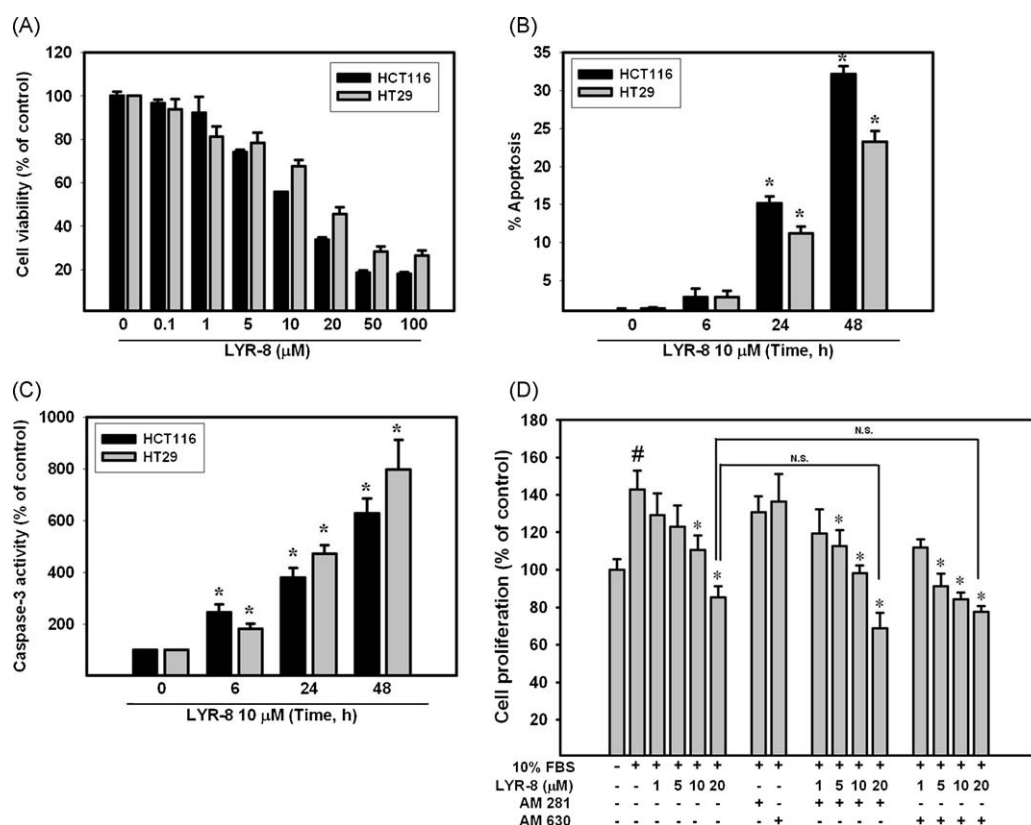 (A)
120
100
80
60
40
20
Cell viability (% of control)
HCT116
HT29
0 0.1 1 5 10 20 50 100
LYR-8 (μM)
(B)
35
30
25
20
15
10
5
% Apoptosis
HCT116
HT29
* *
* *
0 6 24 48
LYR-8 10 μM (Time, h)
(C)
1000
800
600
400
200
Caspase-3 activity (% of control)
HCT116
HT29
* *
* *
* *
0 6 24 48
LYR-8 10 μM (Time, h)
(D)
180
160
140
120
100
80
60
40
20
Cell proliferation (% of control)
N.S.
N.S.
#
* *
* * *
* * *
10% FBS - + + + + + + + + + + + + + + +
LYR-8 (μM) - - 1 5 10 20 - - 1 5 10 20 1 5 10 20
AM 281 - - - - - - + - + + + + - - - -
AM 630 - - - - - - - + - - - - + + + +